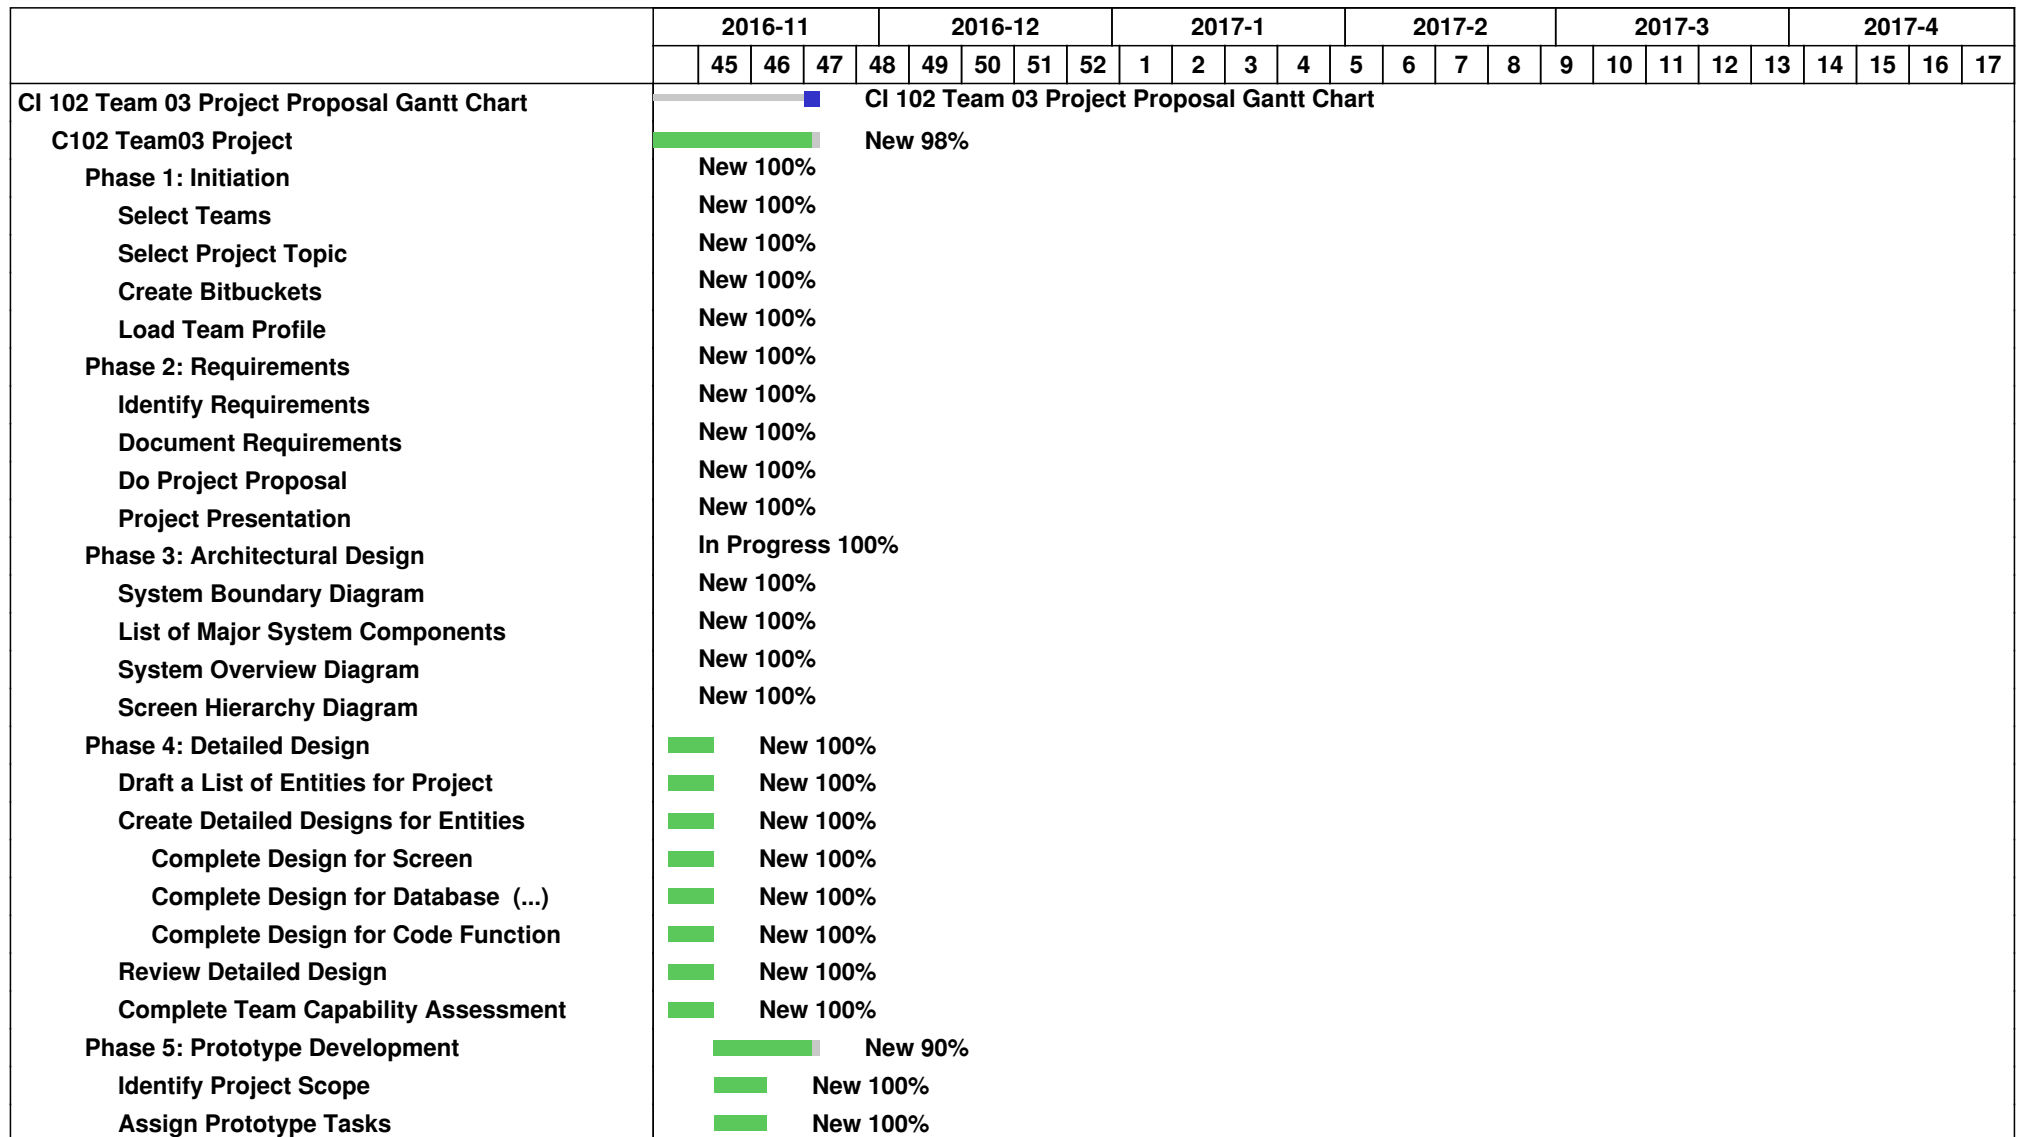 2016-11 2016-12 2017-1 2017-2 2017-3 2017-4
45 46 47 48 49 50 51 52 1 2 3 4 5 6 7 8 9 10 11 12 13 14 15 16 17
CI 102 Team 03 Project Proposal Gantt Chart CI 102 Team 03 Project Proposal Gantt Chart
C102 Team03 Project New 98%
Phase 1: Initiation New 100%
Select Teams New 100%
Select Project Topic New 100%
Create Bitbuckets New 100%
Load Team Profile New 100%
Phase 2: Requirements New 100%
Identify Requirements New 100%
Document Requirements New 100%
Do Project Proposal New 100%
Project Presentation New 100%
Phase 3: Architectural Design In Progress 100%
System Boundary Diagram New 100%
List of Major System Components New 100%
System Overview Diagram New 100%
Screen Hierarchy Diagram New 100%
Phase 4: Detailed Design New 100%
Draft a List of Entities for Project New 100%
Create Detailed Designs for Entities New 100%
Complete Design for Screen New 100%
Complete Design for Database (...) New 100%
Complete Design for Code Function New 100%
Review Detailed Design New 100%
Complete Team Capability Assessment New 100%
Phase 5: Prototype Development New 90%
Identify Project Scope New 100%
Assign Prototype Tasks New 100%